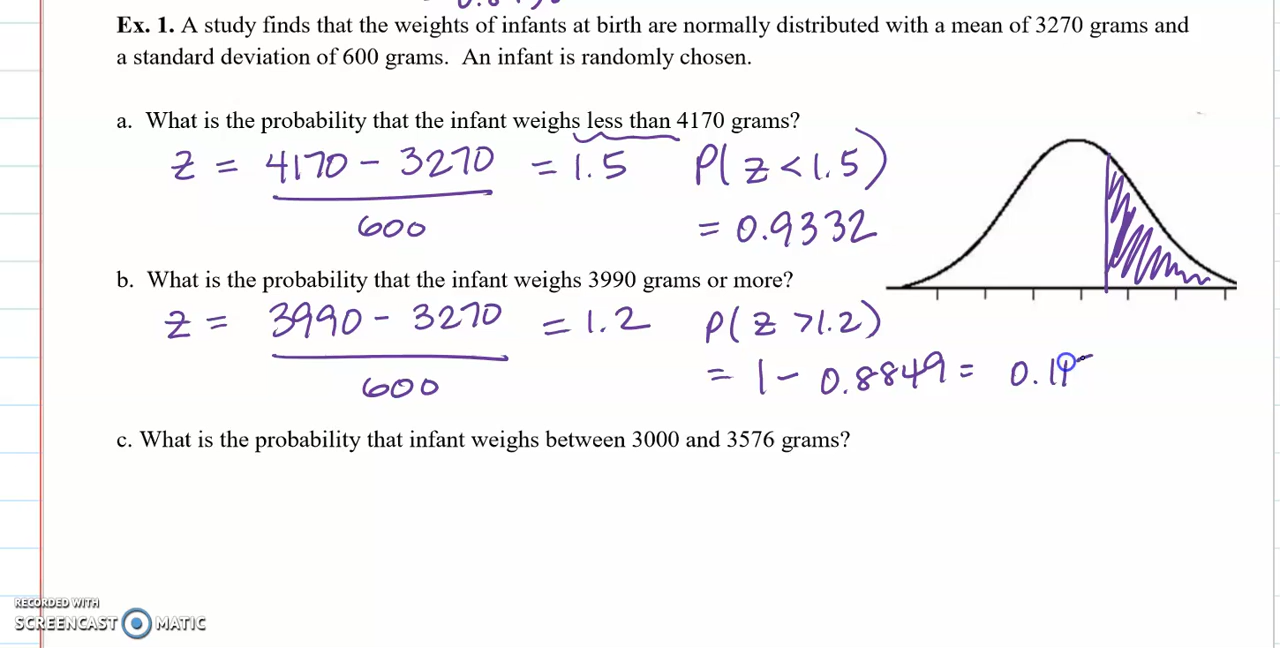 Ex. 1. A study finds that the weights of infants at birth are normally distributed with a mean of 3270 grams and
a standard deviation of 600 grams. An infant is randomly chosen.
a. What is the probability that the infant weighs less than 4170 grams?
z = 4170 - 3270 / 600 = 1.5 P(z < 1.5)
= 0.9332
b. What is the probability that the infant weighs 3990 grams or more?
z = 3990 - 3270 / 600 = 1.2 P(z > 1.2)
= 1 - 0.8849 = 0.1
c. What is the probability that infant weighs between 3000 and 3576 grams?
RECORDED WITH
SCREENCAST MATIC